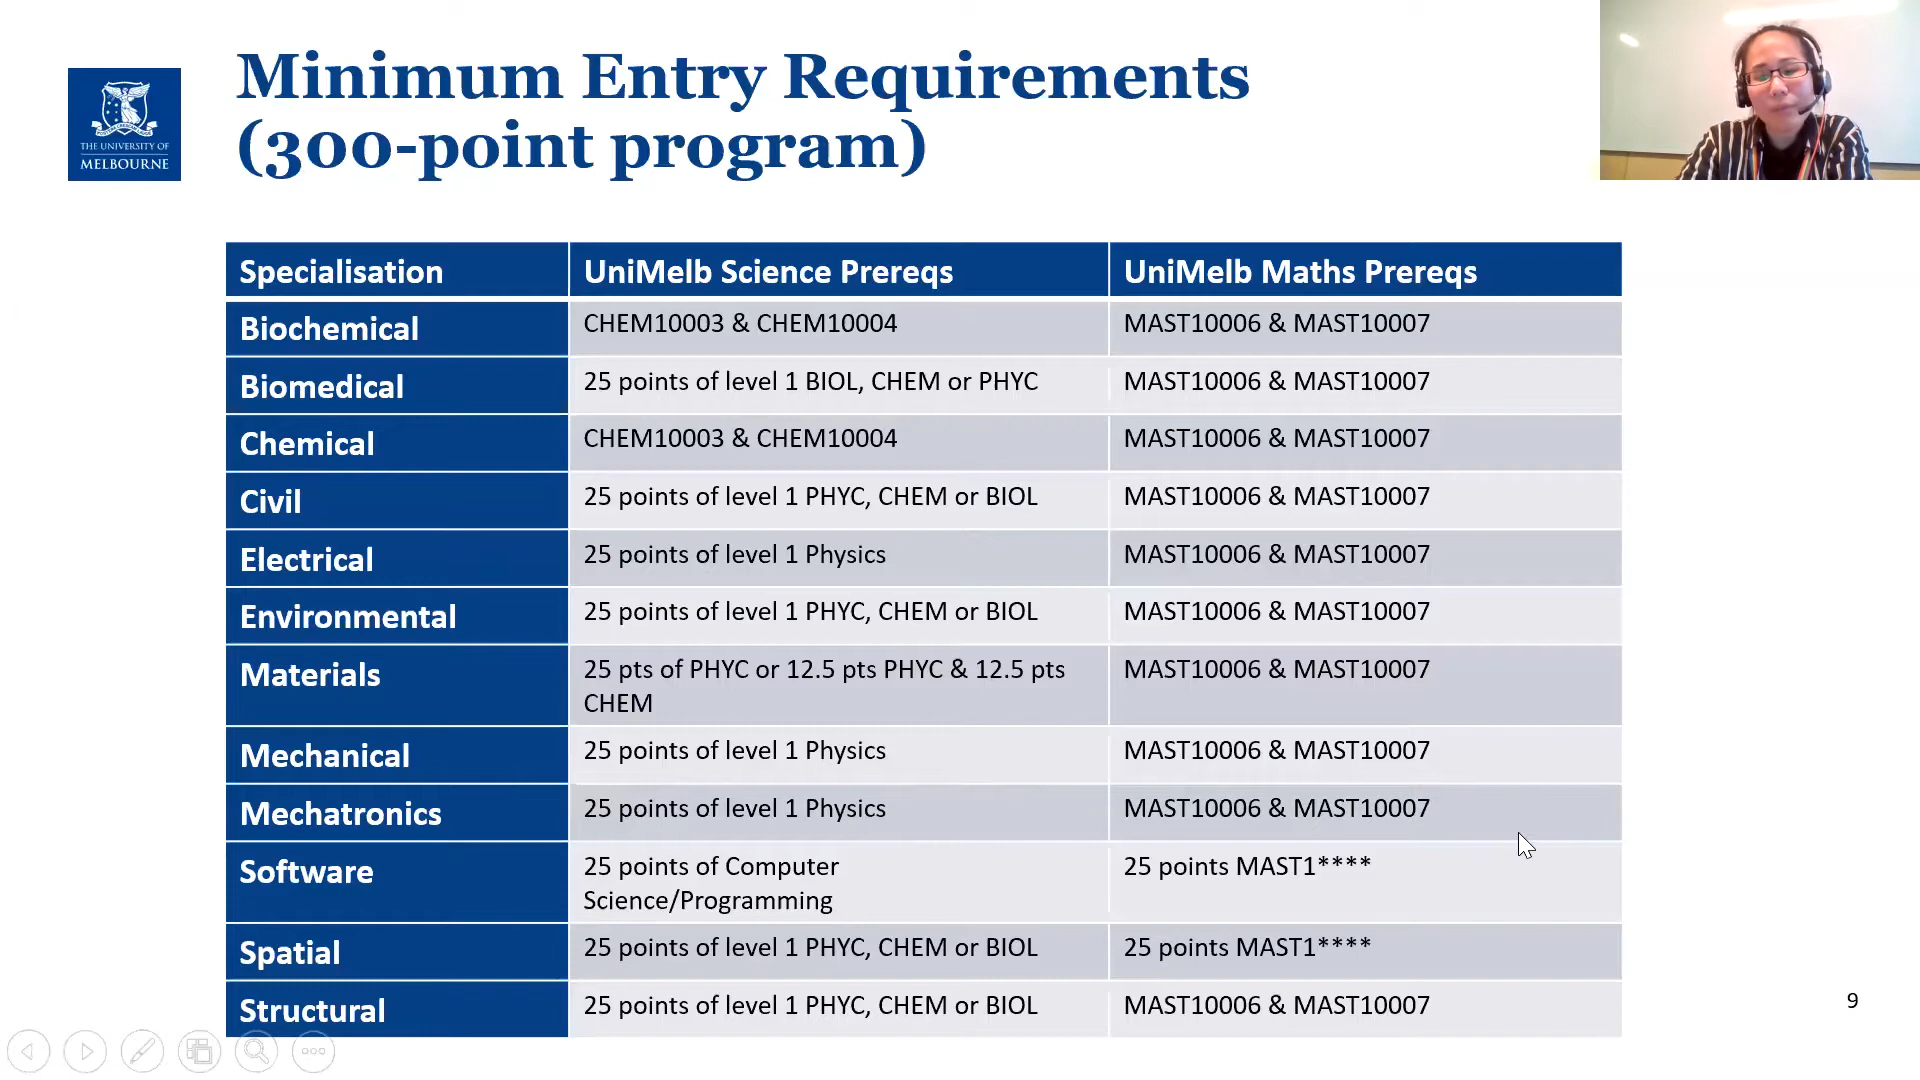 Minimum Entry Requirements
(300-point program)
THE UNIVERSITY OF
MELBOURNE
Specialisation UniMelb Science Prereqs UniMelb Maths Prereqs
Biochemical CHEM10003 & CHEM10004 MAST10006 & MAST10007
Biomedical 25 points of level 1 BIOL, CHEM or PHYC MAST10006 & MAST10007
Chemical CHEM10003 & CHEM10004 MAST10006 & MAST10007
Civil 25 points of level 1 PHYC, CHEM or BIOL MAST10006 & MAST10007
Electrical 25 points of level 1 Physics MAST10006 & MAST10007
Environmental 25 points of level 1 PHYC, CHEM or BIOL MAST10006 & MAST10007
Materials 25 pts of PHYC or 12.5 pts PHYC & 12.5 pts MAST10006 & MAST10007
CHEM
Mechanical 25 points of level 1 Physics MAST10006 & MAST10007
Mechatronics 25 points of level 1 Physics MAST10006 & MAST10007
Software 25 points of Computer 25 points MAST1****
Science/Programming
Spatial 25 points of level 1 PHYC, CHEM or BIOL 25 points MAST1****
Structural 25 points of level 1 PHYC, CHEM or BIOL MAST10006 & MAST10007
9